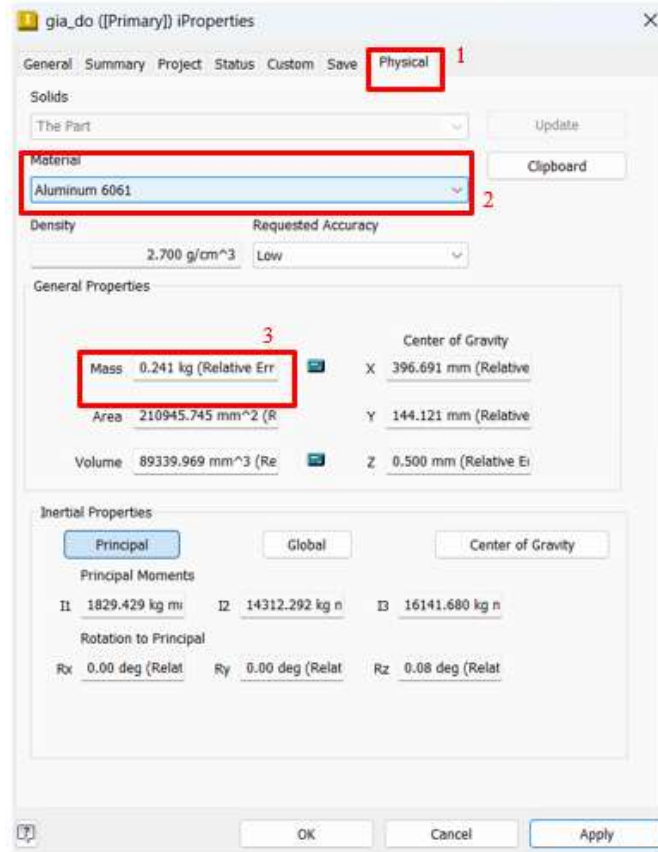 gia_do ([Primary]) iProperties
General Summary Project Status Custom Save Physical 1
Solids
The Part Update
Material Clipboard
Aluminum 6061 2
Density Requested Accuracy
2.700 g/cm^3 Low
General Properties
3 Center of Gravity
Mass 0.241 kg (Relative Err X 396.691 mm (Relative
Area 210945.745 mm^2 (R Y 144.121 mm (Relative
Volume 89339.969 mm^3 (Re Z 0.500 mm (Relative Er
Inertial Properties
Principal Global Center of Gravity
Principal Moments
I1 1829.429 kg m I2 14312.292 kg n I3 16141.680 kg n
Rotation to Principal
Rx 0.00 deg (Relat Ry 0.00 deg (Relat Rz 0.08 deg (Relat
? OK Cancel Apply